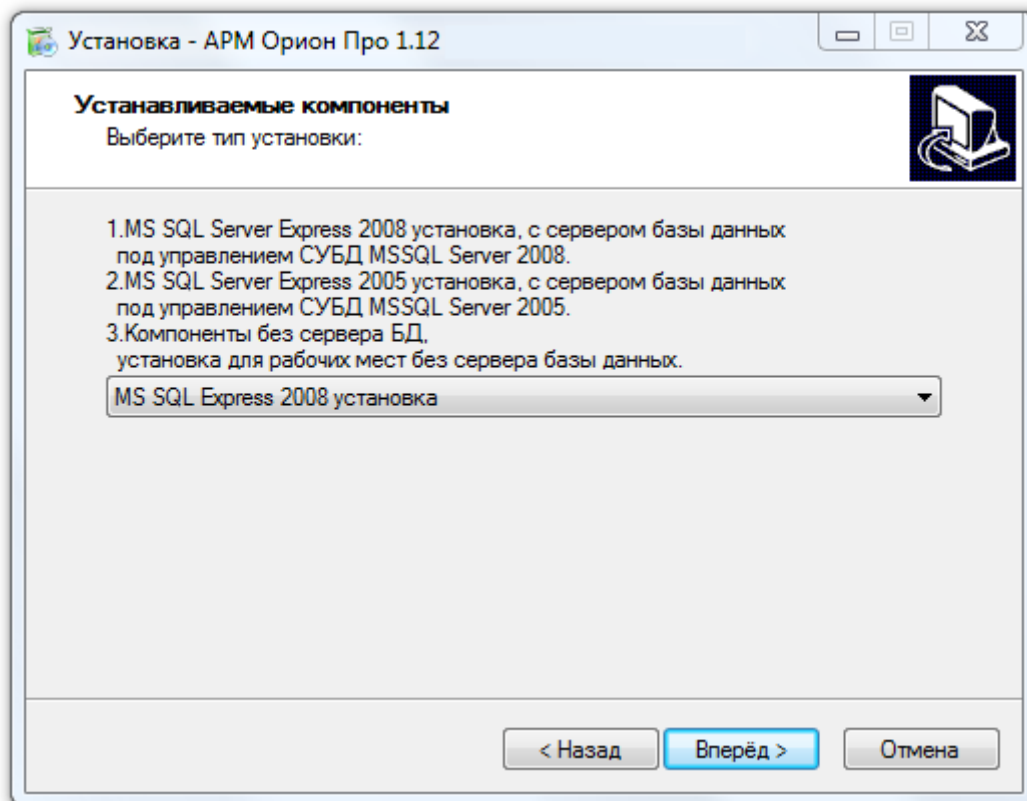 Установка - АРМ Орион Про 1.12
Устанавливаемые компоненты
Выберите тип установки:
1.MS SQL Server Express 2008 установка, с сервером базы данных
под управлением СУБД MSSQL Server 2008.
2.MS SQL Server Express 2005 установка, с сервером базы данных
под управлением СУБД MSSQL Server 2005.
3.Компоненты без сервера БД,
установка для рабочих мест без сервера базы данных.
MS SQL Express 2008 установка
< Назад
Вперёд >
Отмена